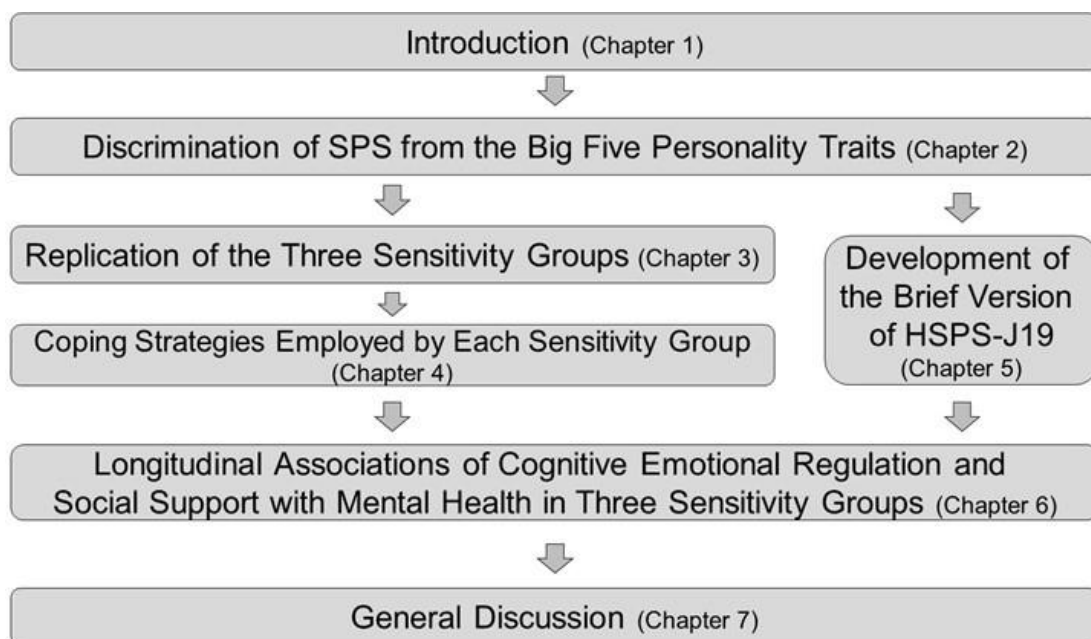 Introduction (Chapter 1)
Discrimination of SPS from the Big Five Personality Traits (Chapter 2)
Replication of the Three Sensitivity Groups (Chapter 3)
Coping Strategies Employed by Each Sensitivity Group
(Chapter 4)
Development of
the Brief Version
of HSPS-J19
(Chapter 5)
Longitudinal Associations of Cognitive Emotional Regulation and
Social Support with Mental Health in Three Sensitivity Groups (Chapter 6)
General Discussion (Chapter 7)